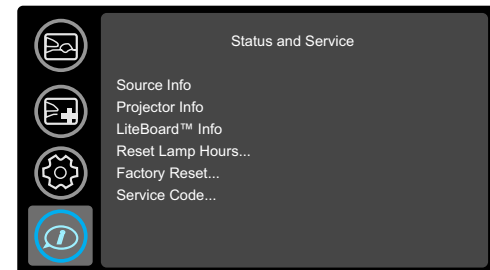 Status and Service
Source Info
Projector Info
LiteBoard™ Info
Reset Lamp Hours...
Factory Reset...
Service Code...